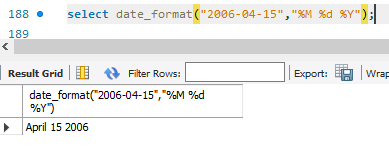 188 select date_format("2006-04-15","%M %d %Y");
189
Result Grid Filter Rows: Export: Wrap
date_format("2006-04-15","%M %d
%Y")
April 15 2006